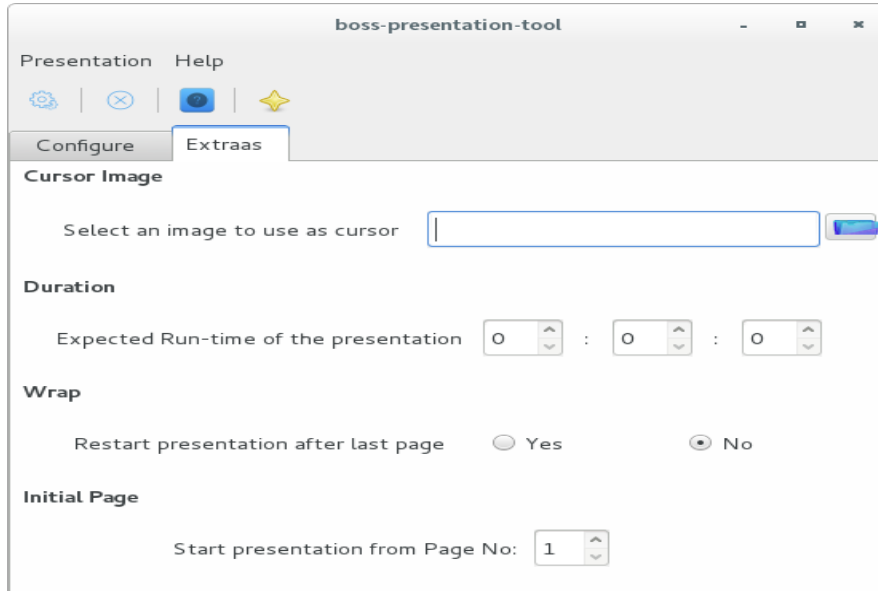 boss-presentation-tool
Presentation Help
?
Configure Extraas
Cursor Image
Select an image to use as cursor
Duration
Expected Run-time of the presentation 0 : 0 : 0
Wrap
Restart presentation after last page Yes No
Initial Page
Start presentation from Page No: 1